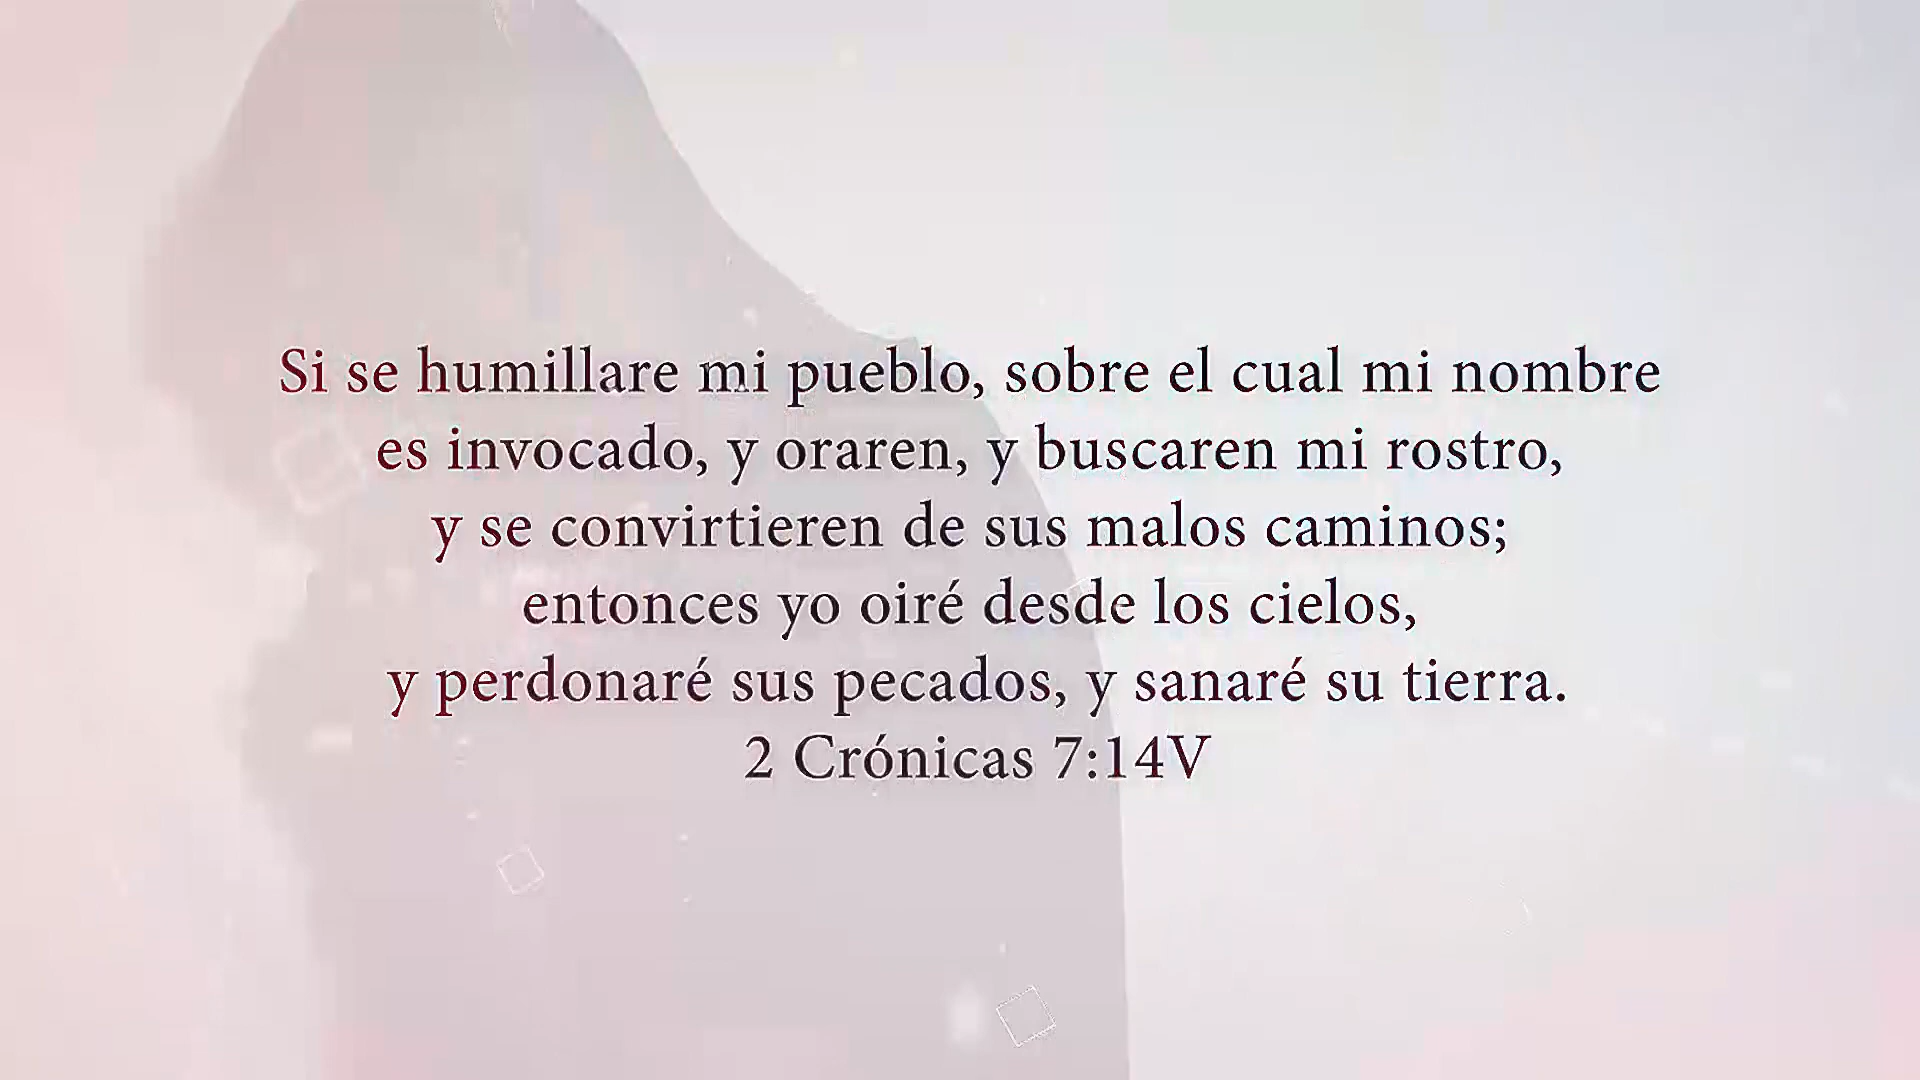 Si se humillare mi pueblo, sobre el cual mi nombre
es invocado, y oraren, y buscaren mi rostro,
y se convirtieren de sus malos caminos;
entonces yo oiré desde los cielos,
y perdonaré sus pecados, y sanaré su tierra.
2 Crónicas 7:14V